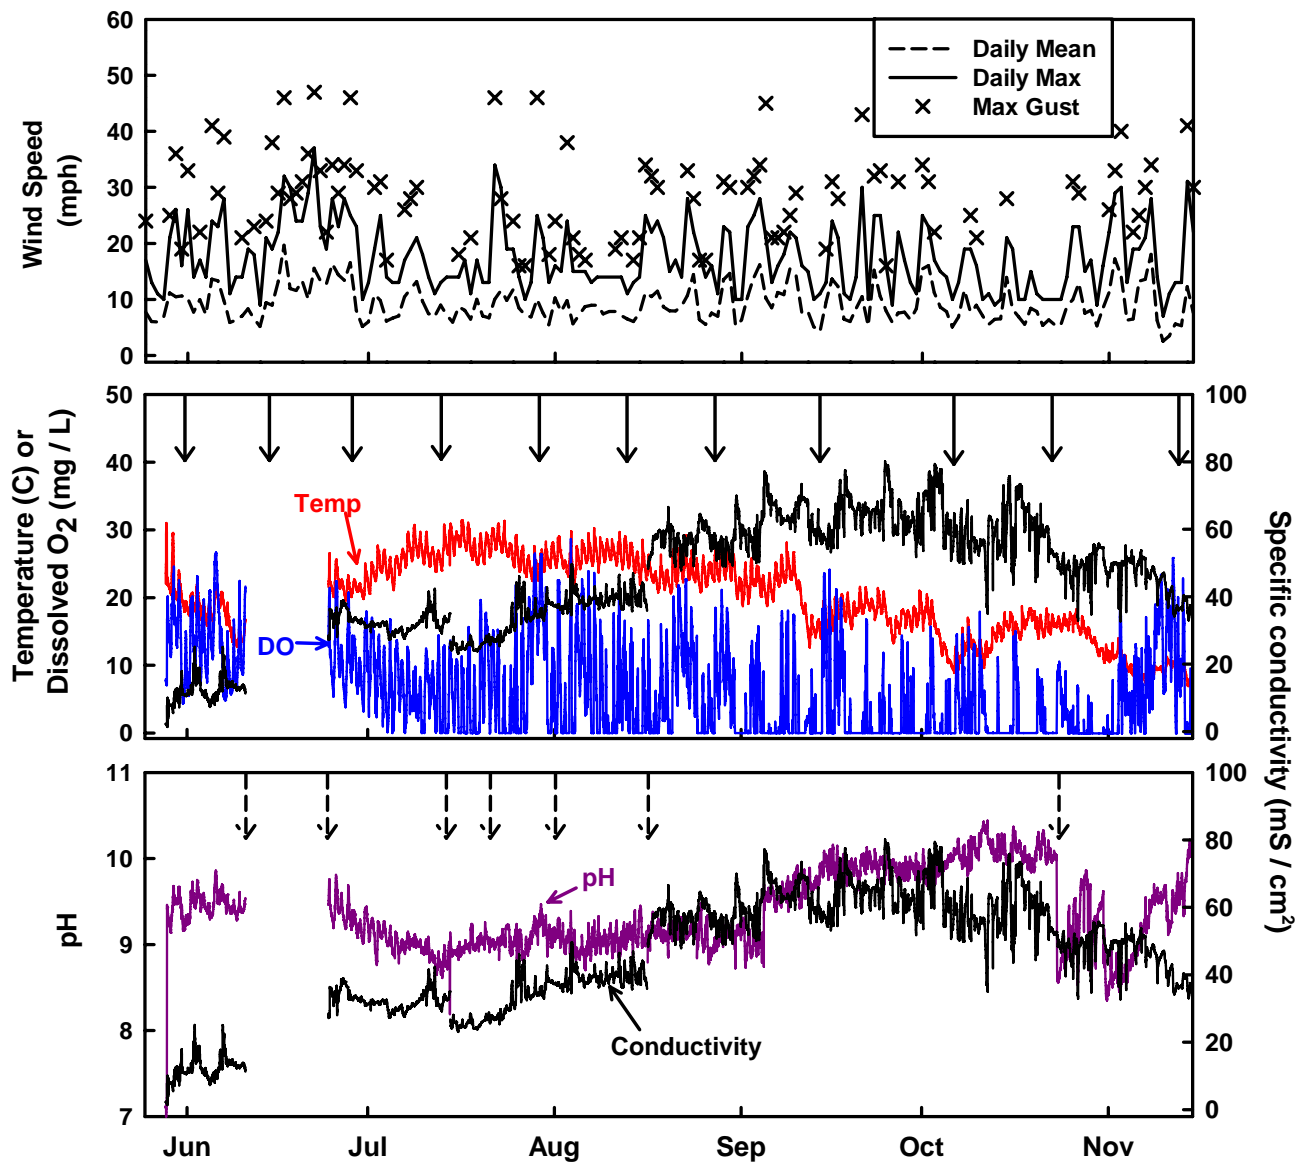 60
50
40
30
20
10
0
Wind Speed
(mph)
Daily Mean
Daily Max
Max Gust
50
40
30
20
10
0
Temperature (C) or
Dissolved O2 (mg / L)
Temp
DO
100
80
60
40
20
0
Specific conductivity (mS / cm2)
11
10
9
8
7
pH
pH
Conductivity
100
80
60
40
20
0
Jun Jul Aug Sep Oct Nov